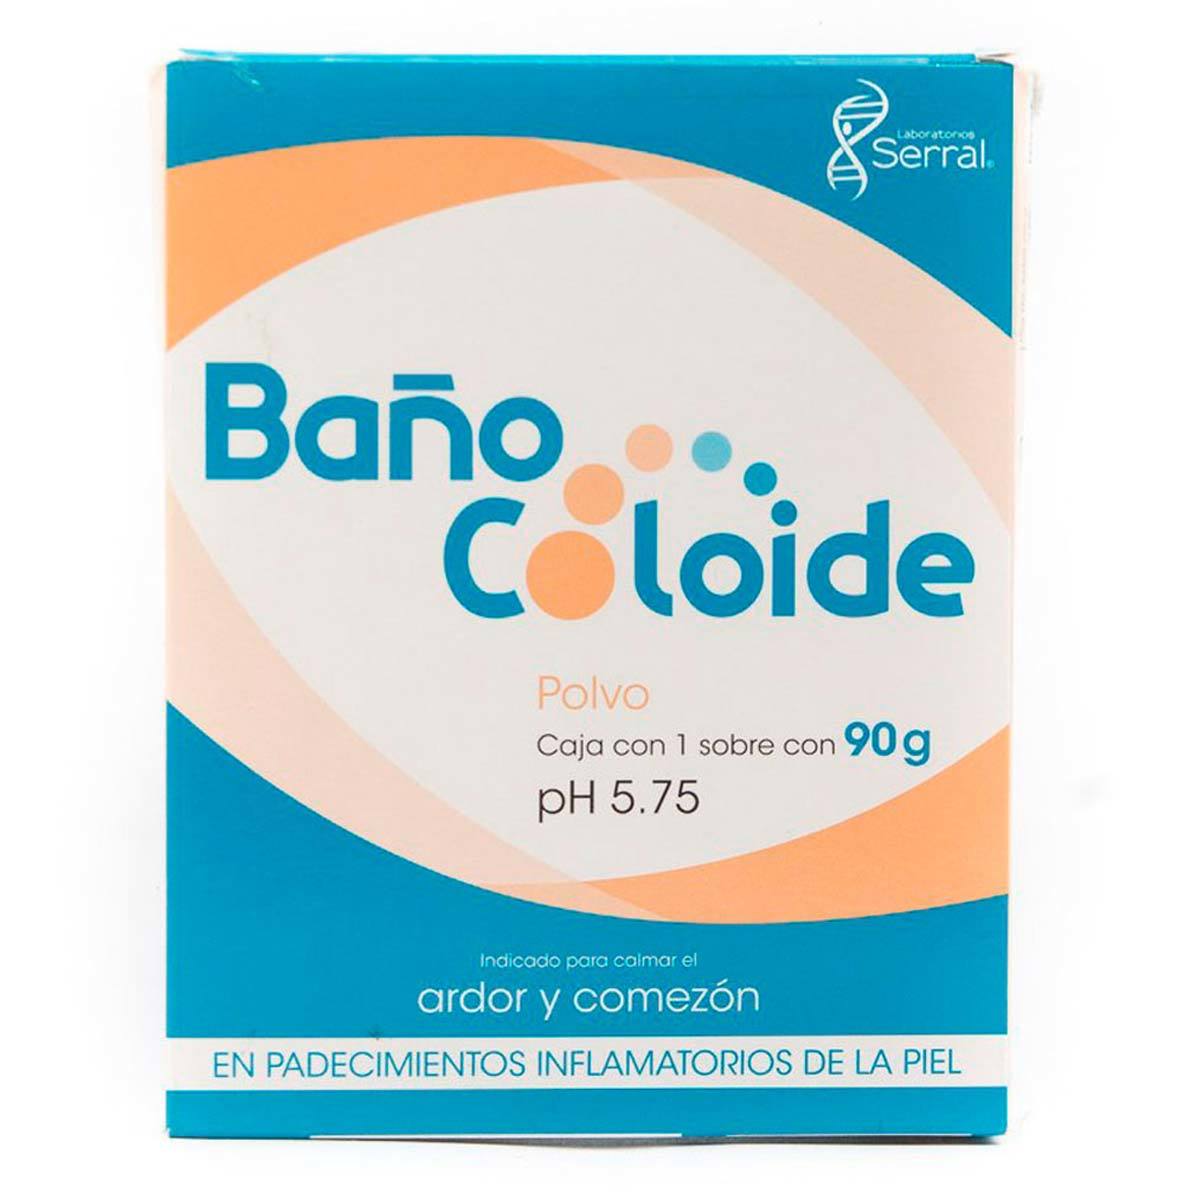 Laboratorios
Serral®
Baño
Coloide
Polvo
Caja con 1 sobre con 90g
pH 5.75
Indicado para calmar el
ardor y comezón
EN PADECIMIENTOS INFLAMATORIOS DE LA PIEL